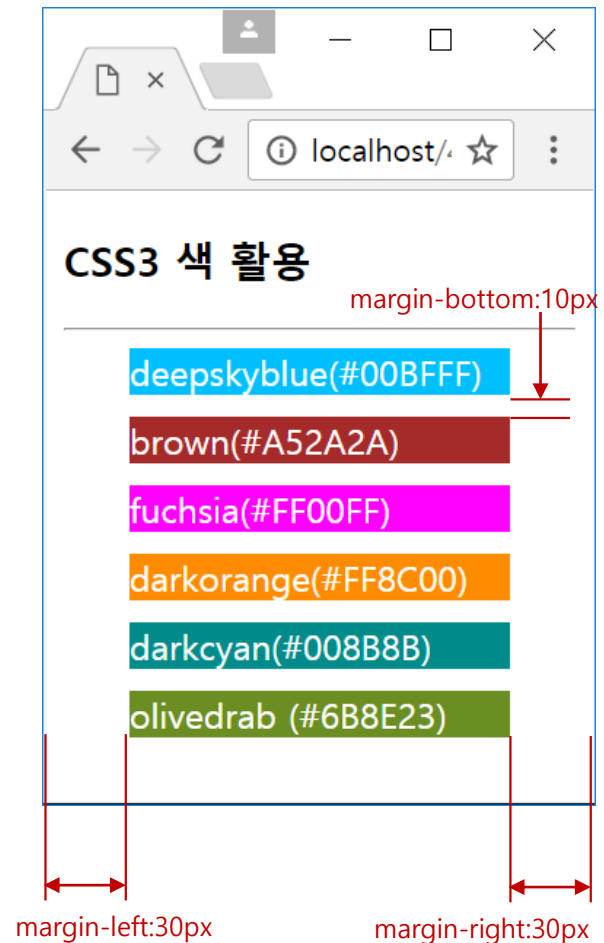 localhost/
CSS3 색 활용
margin-bottom:10px
deepskyblue(#00BFFF)
brown(#A52A2A)
fuchsia(#FF00FF)
darkorange(#FF8C00)
darkcyan(#008B8B)
olivedrab (#6B8E23)
margin-left:30px
margin-right:30px